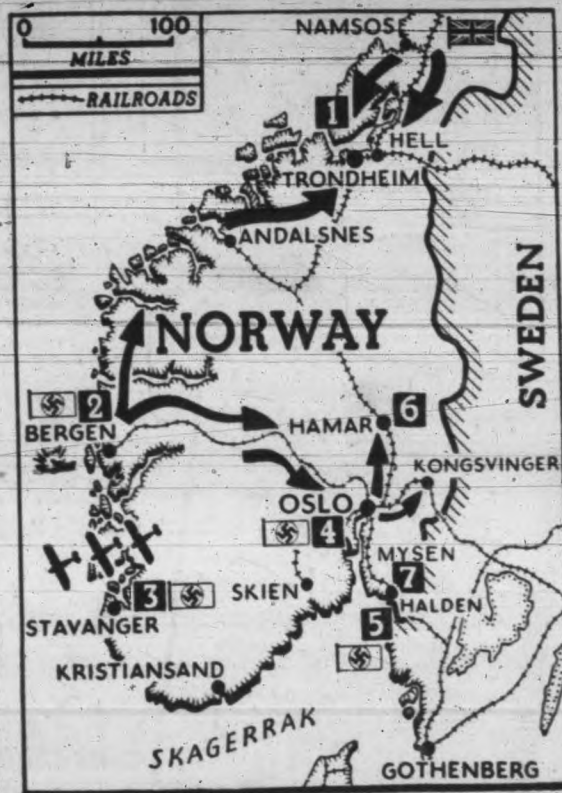 0 100
MILES
RAILROADS
NAMSOS
1
HELL
TRONDHEIM
ANDALSNES
SWEDEN
NORWAY
2
BERGEN
HAMAR
6
KONGSVINGER
OSLO
4
MYSEN
3
SKIEN
7
HALDEN
STAVANGER
5
KRISTIANSAND
SKAGERRAK
GOTHENBERG